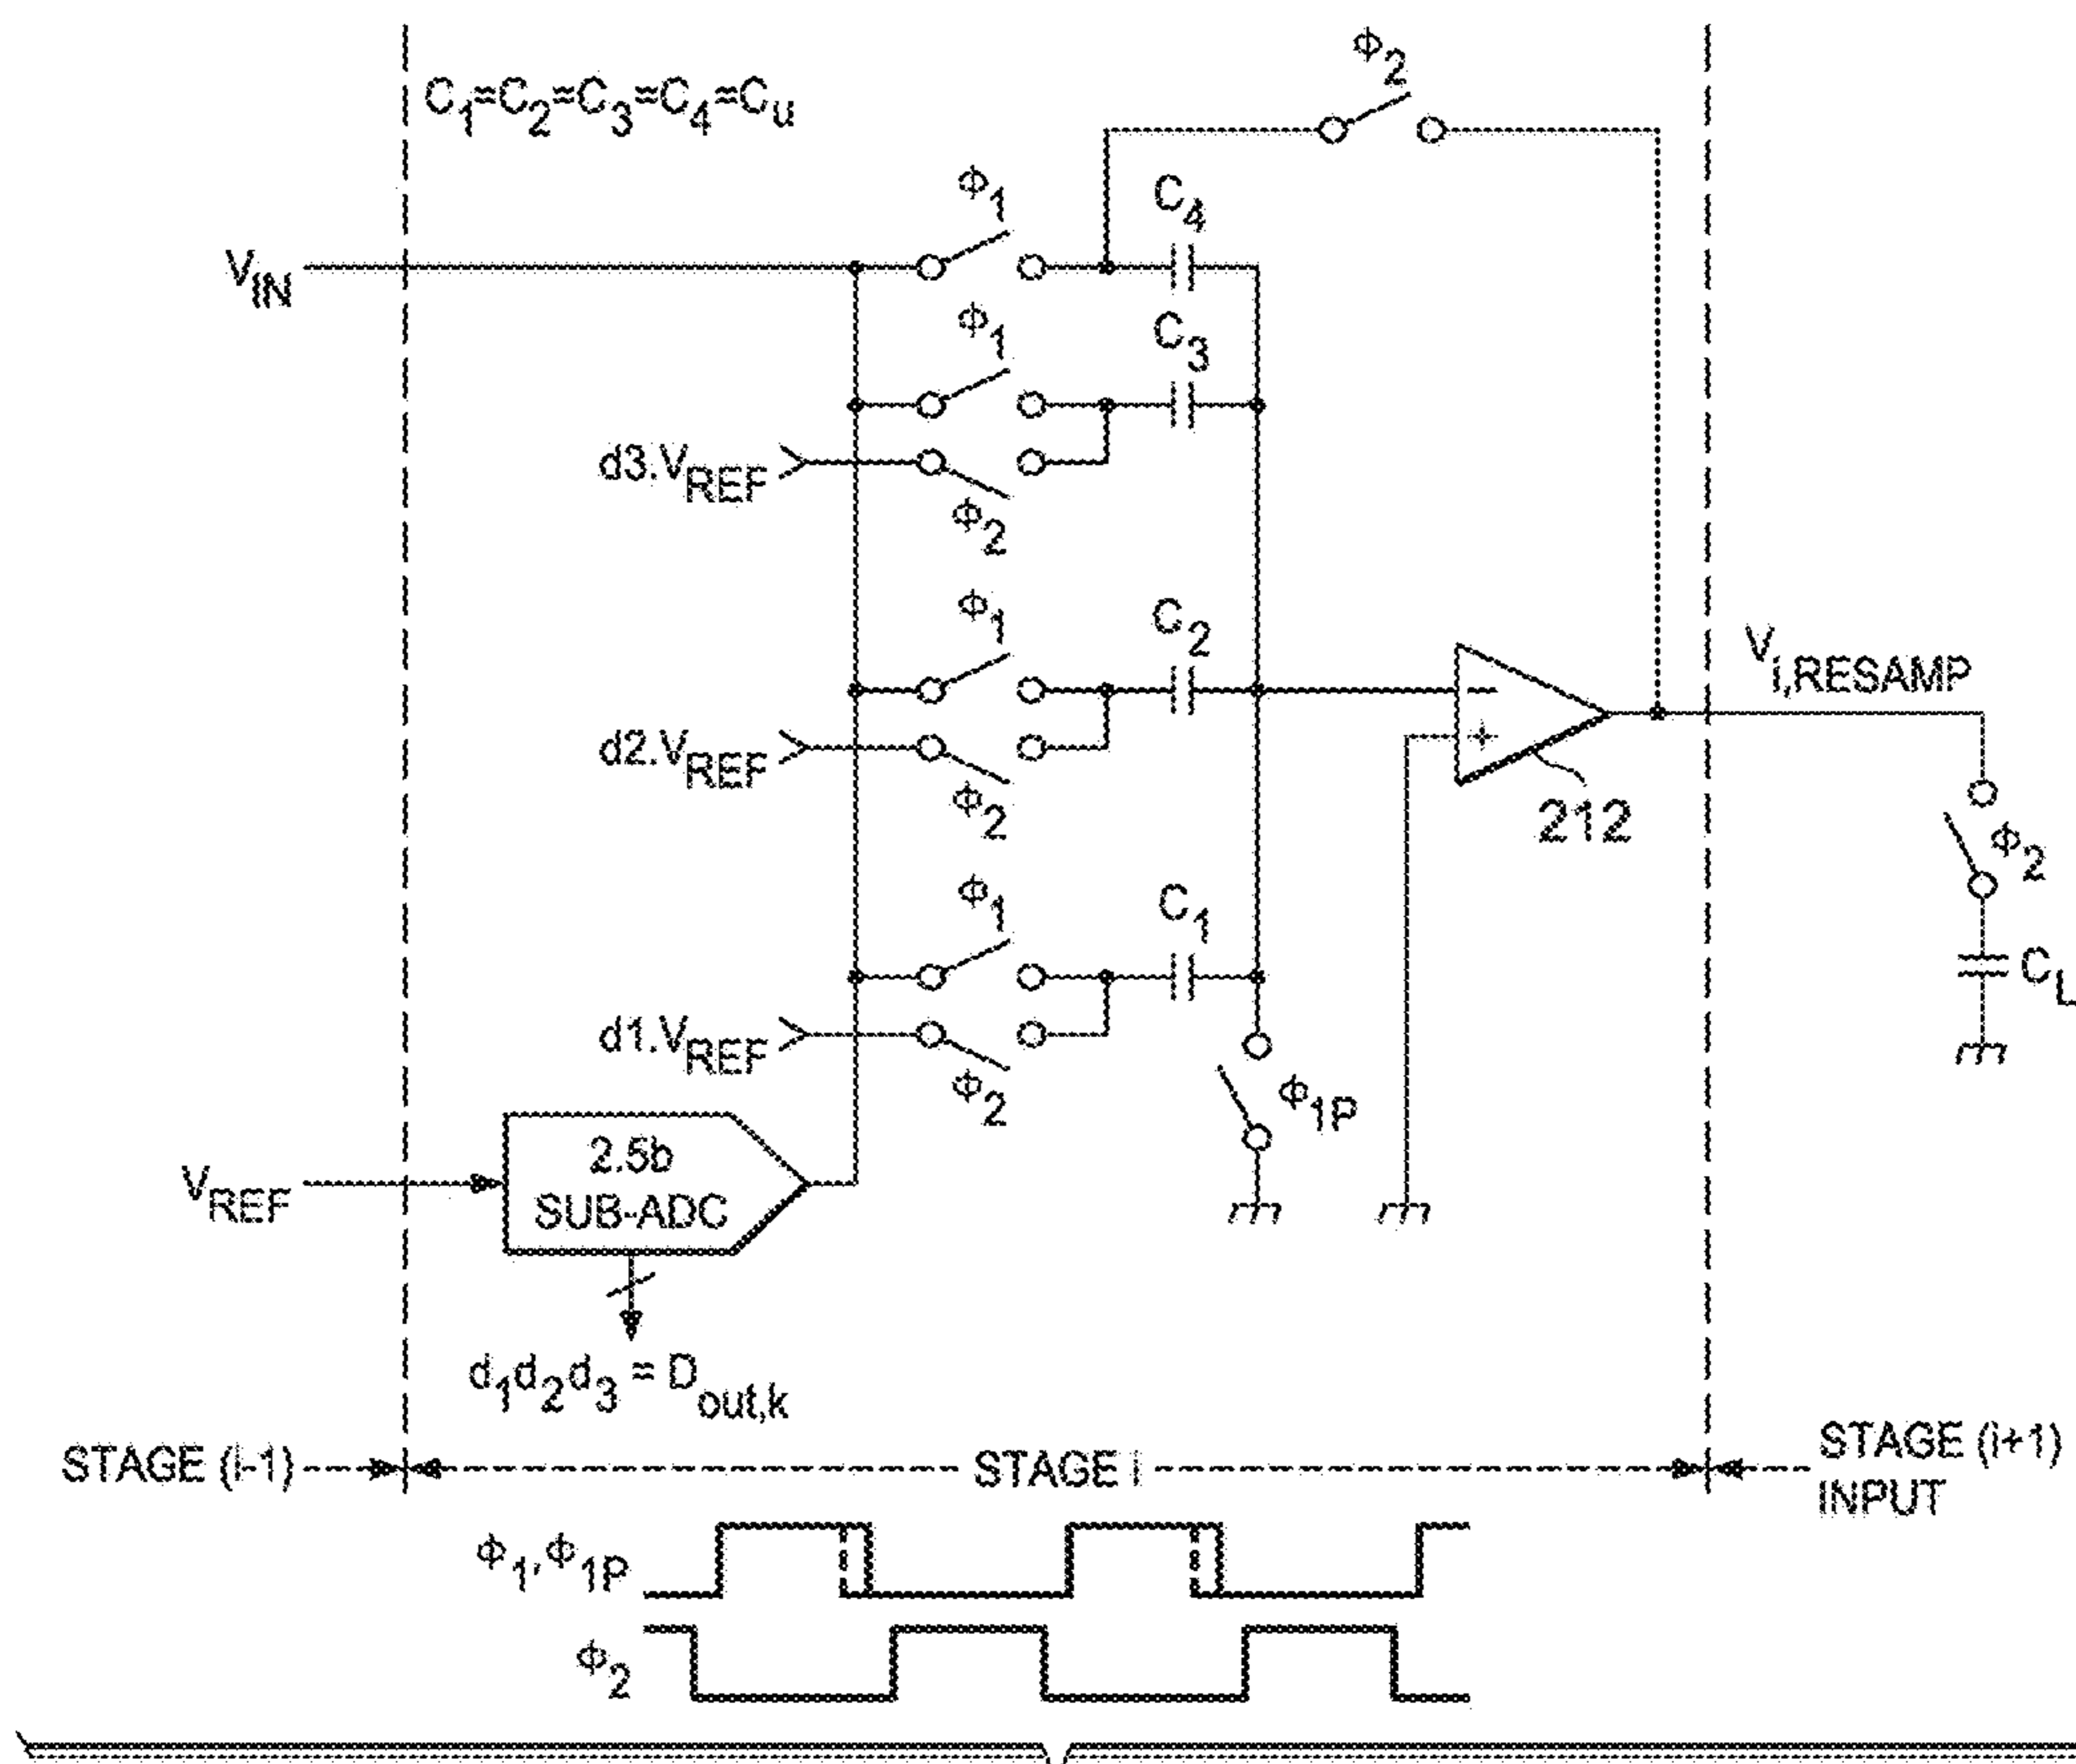 ϕ2
C1=C2=C3=C4=Cu
ϕ1
C4
VIN
ϕ1
C3
d3.VREF
ϕ2
ϕ1
C2
Vi,RESAMP
d2.VREF
ϕ2
212
ϕ2
ϕ1
C1
CL
d1.VREF
ϕ2
ϕ1P
2.5b
SUB-ADC
VREF
d1d2d3 = Dout,k
STAGE (i-1)
STAGE i
STAGE (i+1)
INPUT
ϕ1,ϕ1P
ϕ2